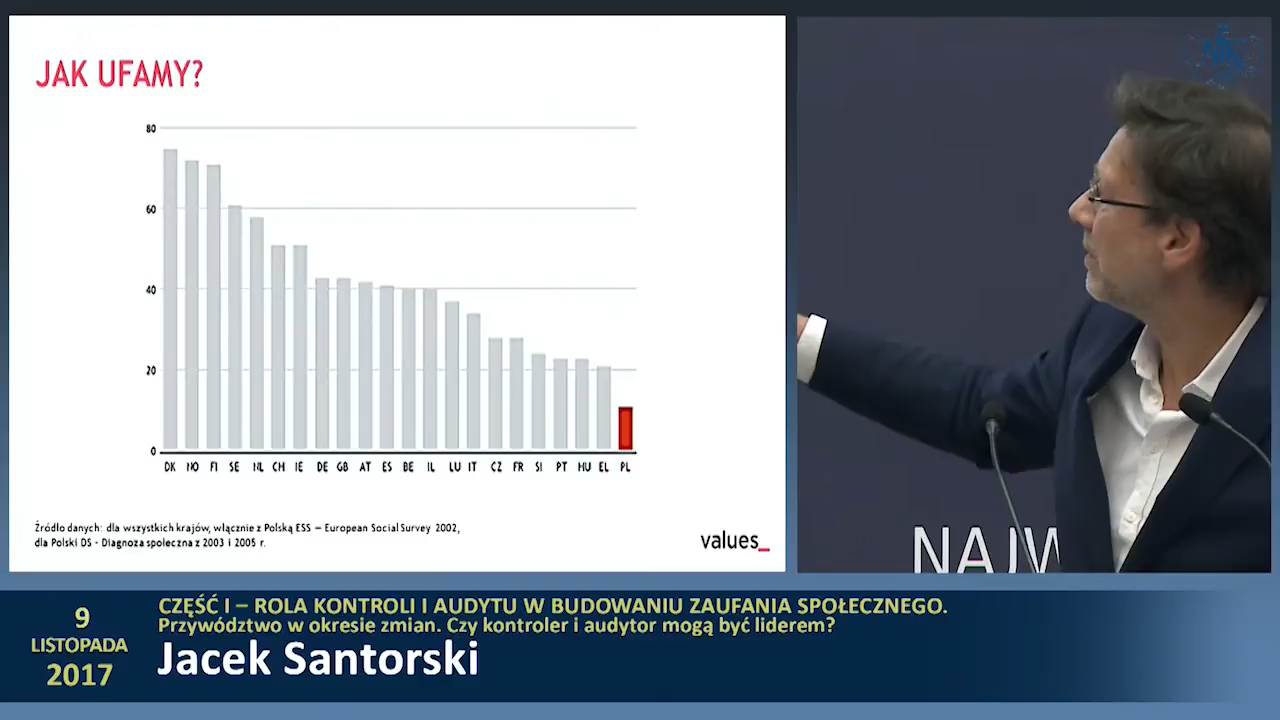 JAK UFAMY?
80
60
40
20
0
DK NO FI SE NL CH IE DE GB AT ES BE IL LU IT CZ FR SI PT HU EL PL
Źródło danych: dla wszystkich krajów, włącznie z Polską ESS – European Social Survey 2002,
dla Polski DS - Diagnoza społeczna z 2003 i 2005 r.
values_
NIK
NAJW
9
LISTOPADA
2017
CZĘŚĆ I – ROLA KONTROLI I AUDYTU W BUDOWANIU ZAUFANIA SPOŁECZNEGO.
Przywództwo w okresie zmian. Czy kontroler i audytor mogą być liderem?
Jacek Santorski